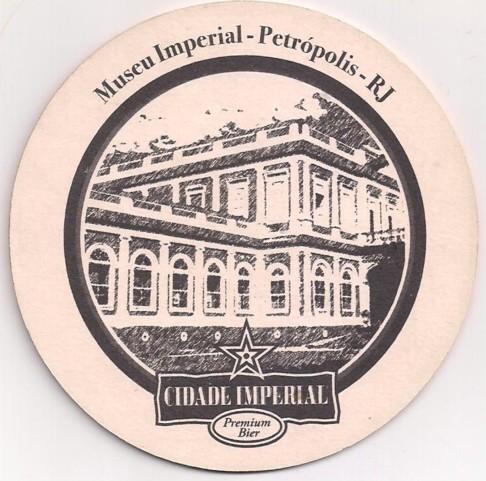 Museu Imperial - Petrópolis - RJ
CIDADE IMPERIAL
Premium
Bier